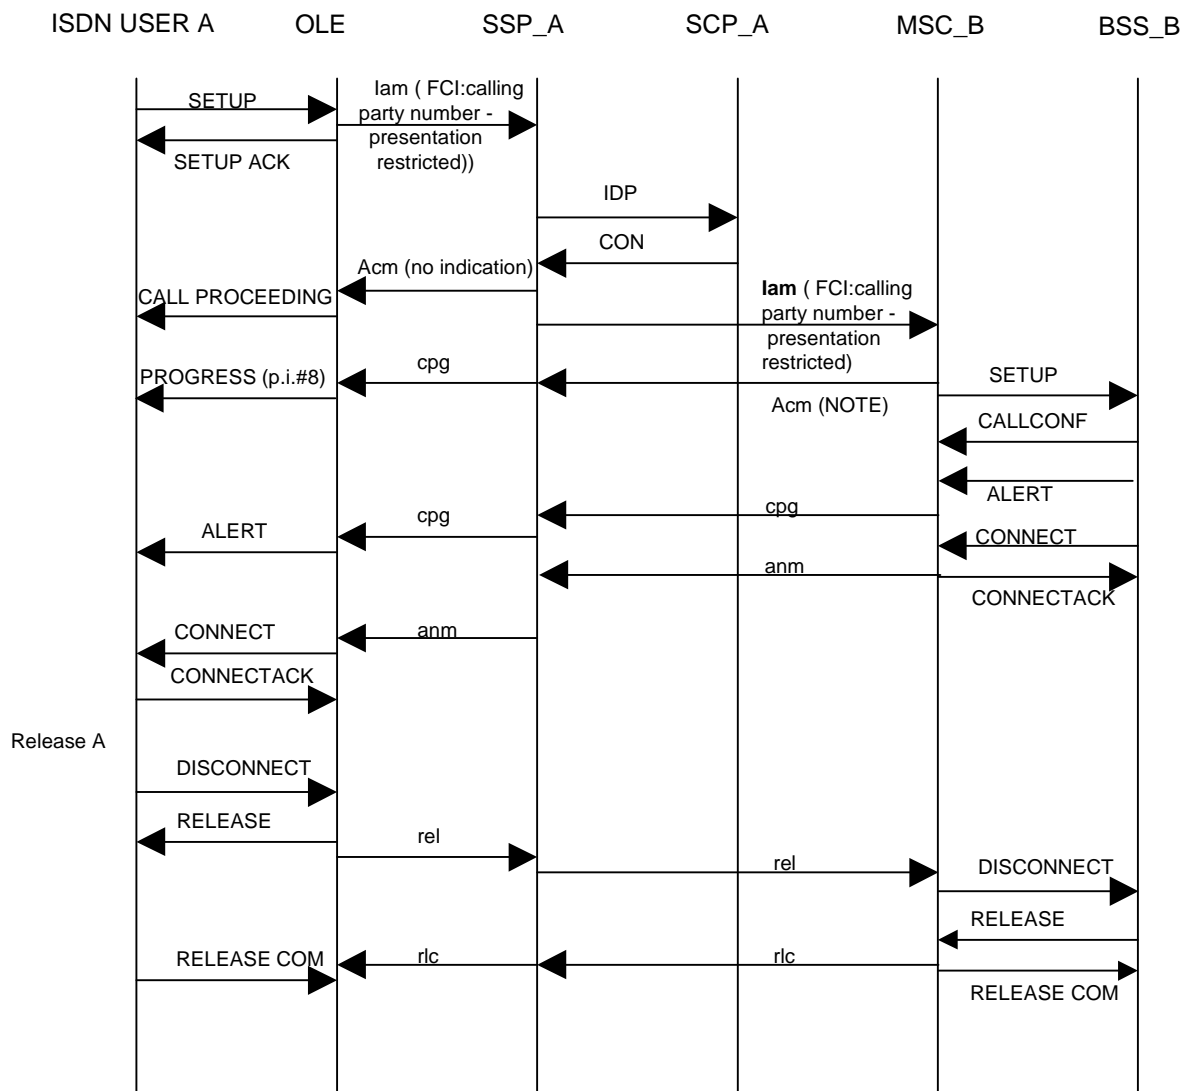 ISDN USER A OLE SSP_A SCP_A MSC_B BSS_B
SETUP
Iam ( FCI:calling
party number -
presentation
restricted))
SETUP ACK
IDP
CON
Acm (no indication)
CALL PROCEEDING
Iam ( FCI:calling
party number -
presentation
restricted)
cpg
PROGRESS (p.i.#8)
SETUP
Acm (NOTE)
CALLCONF
ALERT
cpg
cpg
ALERT
CONNECT
anm
CONNECTACK
CONNECT
anm
CONNECTACK
Release A
DISCONNECT
RELEASE
rel
rel
DISCONNECT
RELEASE
RELEASE COM
rlc
rlc
RELEASE COM